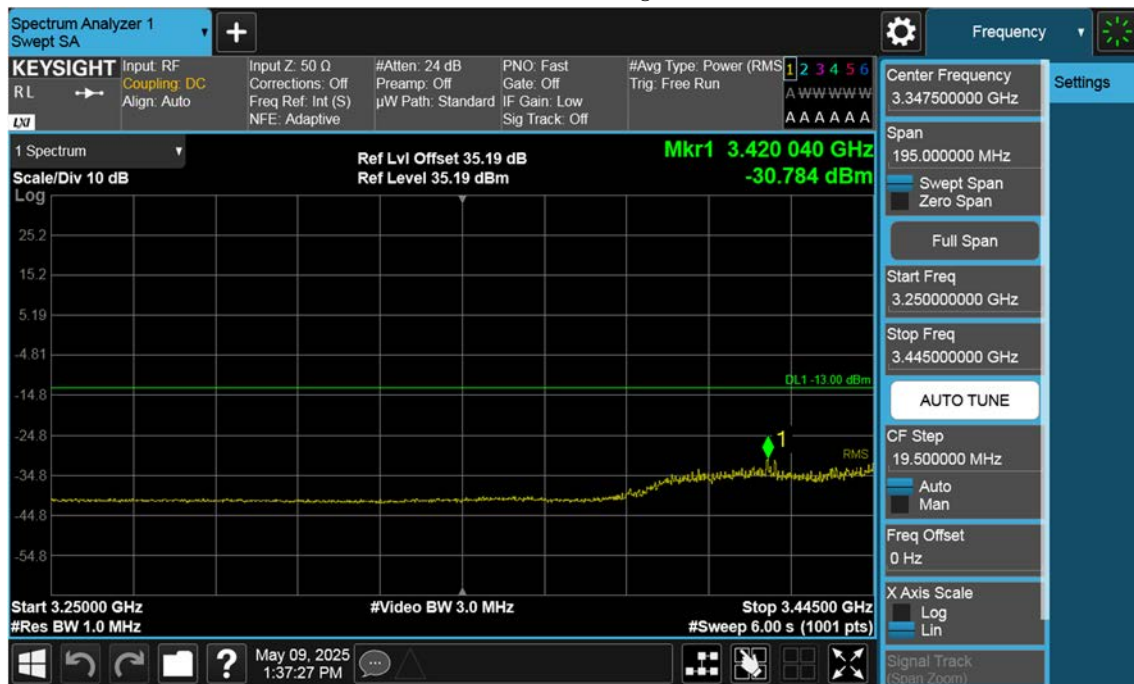 Spectrum Analyzer 1
Swept SA
+
Frequency
KEYSIGHT
RL
LXI
Input: RF
Coupling: DC
Align: Auto
Input Z: 50 Ω
Corrections: Off
Freq Ref: Int (S)
NFE: Adaptive
#Atten: 24 dB
Preamp: Off
µW Path: Standard
PNO: Fast
Gate: Off
IF Gain: Low
Sig Track: Off
#Avg Type: Power (RMS
Trig: Free Run
1 2 3 4 5 6
A W W W W W
A A A A A A
1 Spectrum
Scale/Div 10 dB
Log
Ref Lvl Offset 35.19 dB
Ref Level 35.19 dBm
Mkr1 3.420 040 GHz
-30.784 dBm
25.2
15.2
5.19
-4.81
-14.8
-24.8
-34.8
-44.8
-54.8
DL1 -13.00 dBm
1
RMS
Start 3.25000 GHz
#Res BW 1.0 MHz
#Video BW 3.0 MHz
Stop 3.44500 GHz
#Sweep 6.00 s (1001 pts)
?
May 09, 2025
1:37:27 PM
Center Frequency
3.347500000 GHz
Span
195.000000 MHz
Swept Span
Zero Span
Full Span
Start Freq
3.250000000 GHz
Stop Freq
3.445000000 GHz
AUTO TUNE
CF Step
19.500000 MHz
Auto
Man
Freq Offset
0 Hz
X Axis Scale
Log
Lin
Signal Track
(Span Zoom)
Settings